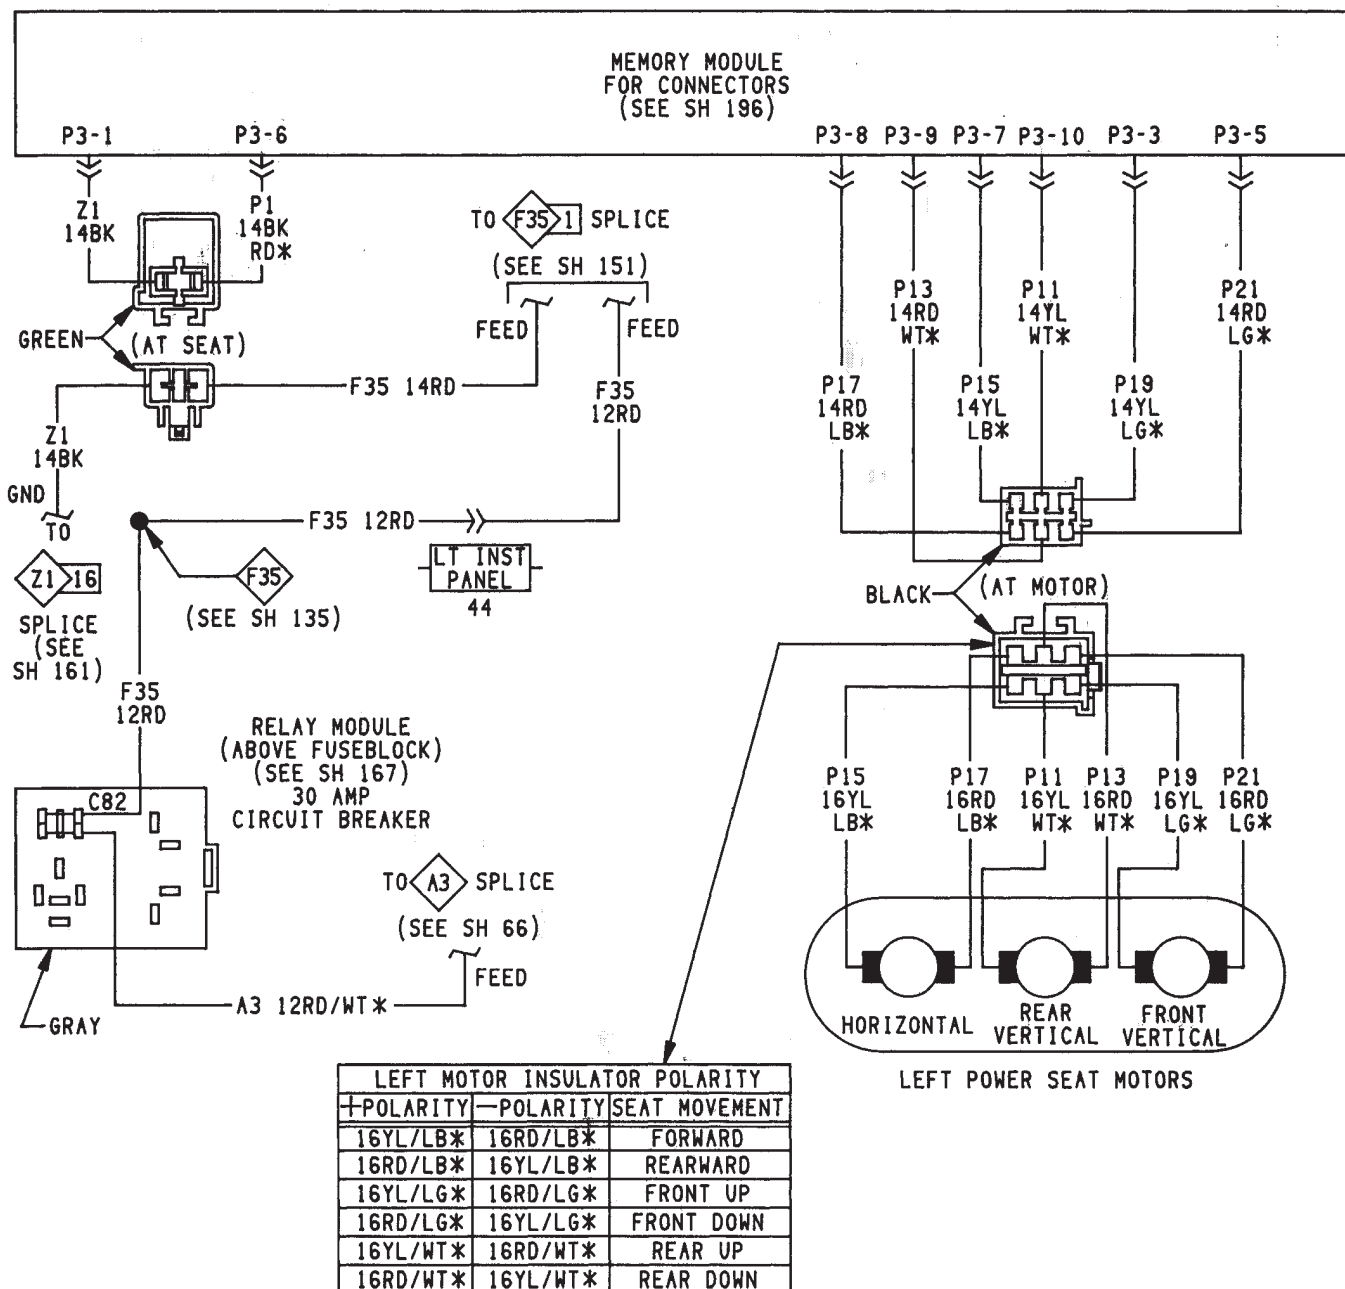 MEMORY MODULE
FOR CONNECTORS
(SEE SH 196)
P3-1
P3-6
P3-8
P3-9
P3-7
P3-10
P3-3
P3-5
Z1
14BK
P1
14BK
RD*
TO F35 1 SPLICE
(SEE SH 151)
FEED
FEED
GREEN
(AT SEAT)
F35 14RD
F35
12RD
Z1
14BK
GND
TO
Z1 16
SPLICE
(SEE
SH 161)
F35 12RD
F35
(SEE SH 135)
LT INST
PANEL
44
P13
14RD
WT*
P11
14YL
WT*
P21
14RD
LG*
P17
14RD
LB*
P15
14YL
LB*
P19
14YL
LG*
BLACK
(AT MOTOR)
F35
12RD
RELAY MODULE
(ABOVE FUSEBLOCK)
(SEE SH 167)
30 AMP
CIRCUIT BREAKER
C82
GRAY
TO A3 SPLICE
(SEE SH 66)
FEED
A3 12RD/WT*
P15
16YL
LB*
P17
16RD
LB*
P11
16YL
WT*
P13
16RD
WT*
P19
16YL
LG*
P21
16RD
LG*
HORIZONTAL
REAR
VERTICAL
FRONT
VERTICAL
LEFT POWER SEAT MOTORS
LEFT MOTOR INSULATOR POLARITY
+POLARITY -POLARITY SEAT MOVEMENT
16YL/LB* 16RD/LB* FORWARD
16RD/LB* 16YL/LB* REARWARD
16YL/LG* 16RD/LG* FRONT UP
16RD/LG* 16YL/LG* FRONT DOWN
16YL/WT* 16RD/WT* REAR UP
16RD/WT* 16YL/WT* REAR DOWN